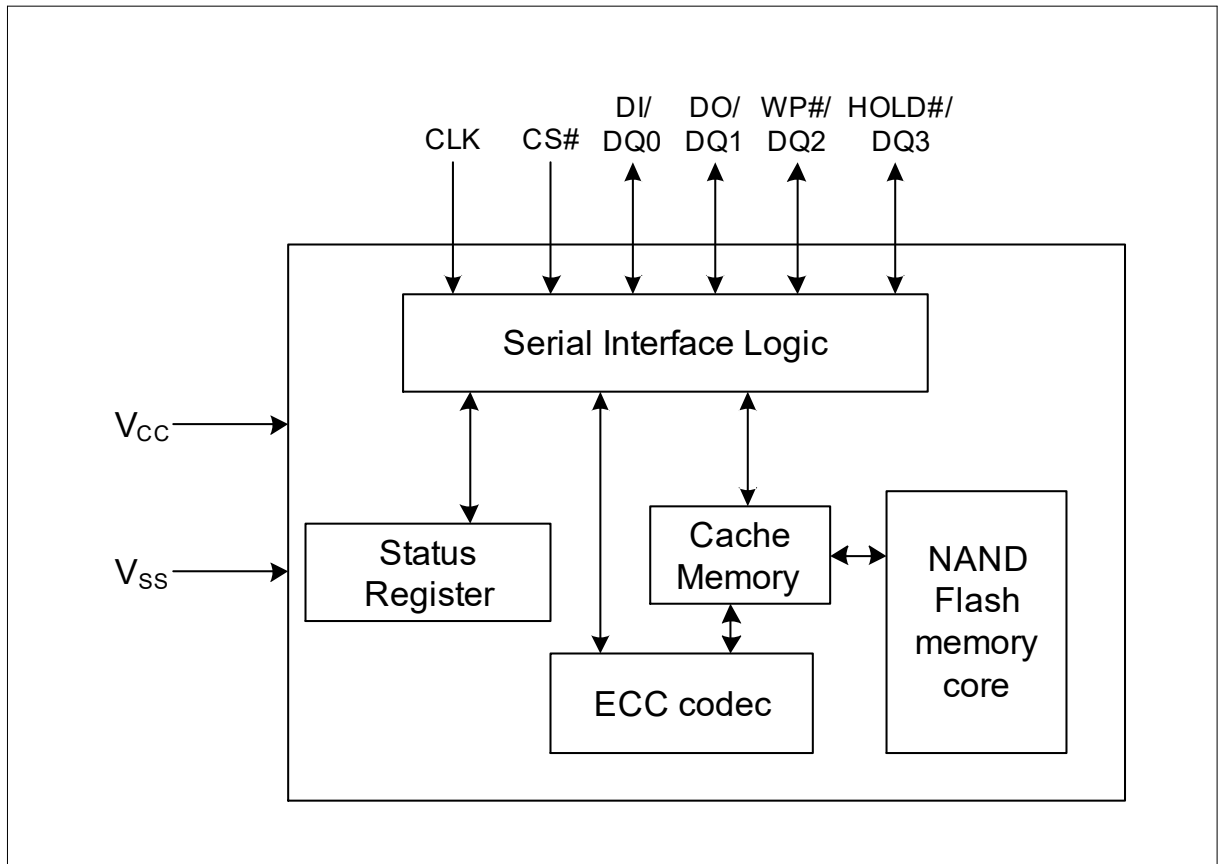 CLK
CS#
DI/
DQ0
DO/
DQ1
WP#/
DQ2
HOLD#/
DQ3
Serial Interface Logic
VCC
VSS
Status
Register
Cache
Memory
NAND
Flash
memory
core
ECC codec